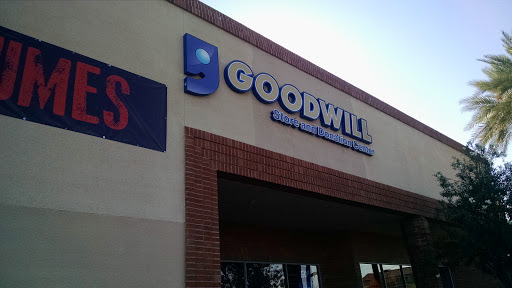 UMES
GOODWILL
Store and Donation Center